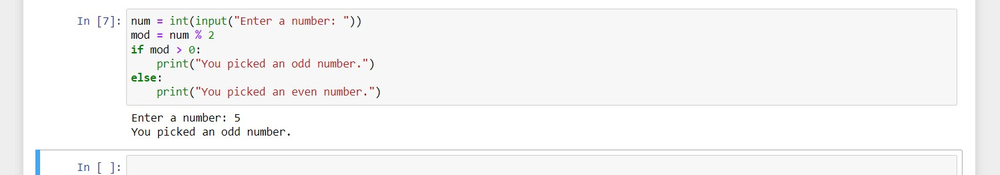 In [7]: num = int(input("Enter a number: "))
mod = num % 2
if mod > 0:
    print("You picked an odd number.")
else:
    print("You picked an even number.")
Enter a number: 5
You picked an odd number.
In [ ]: